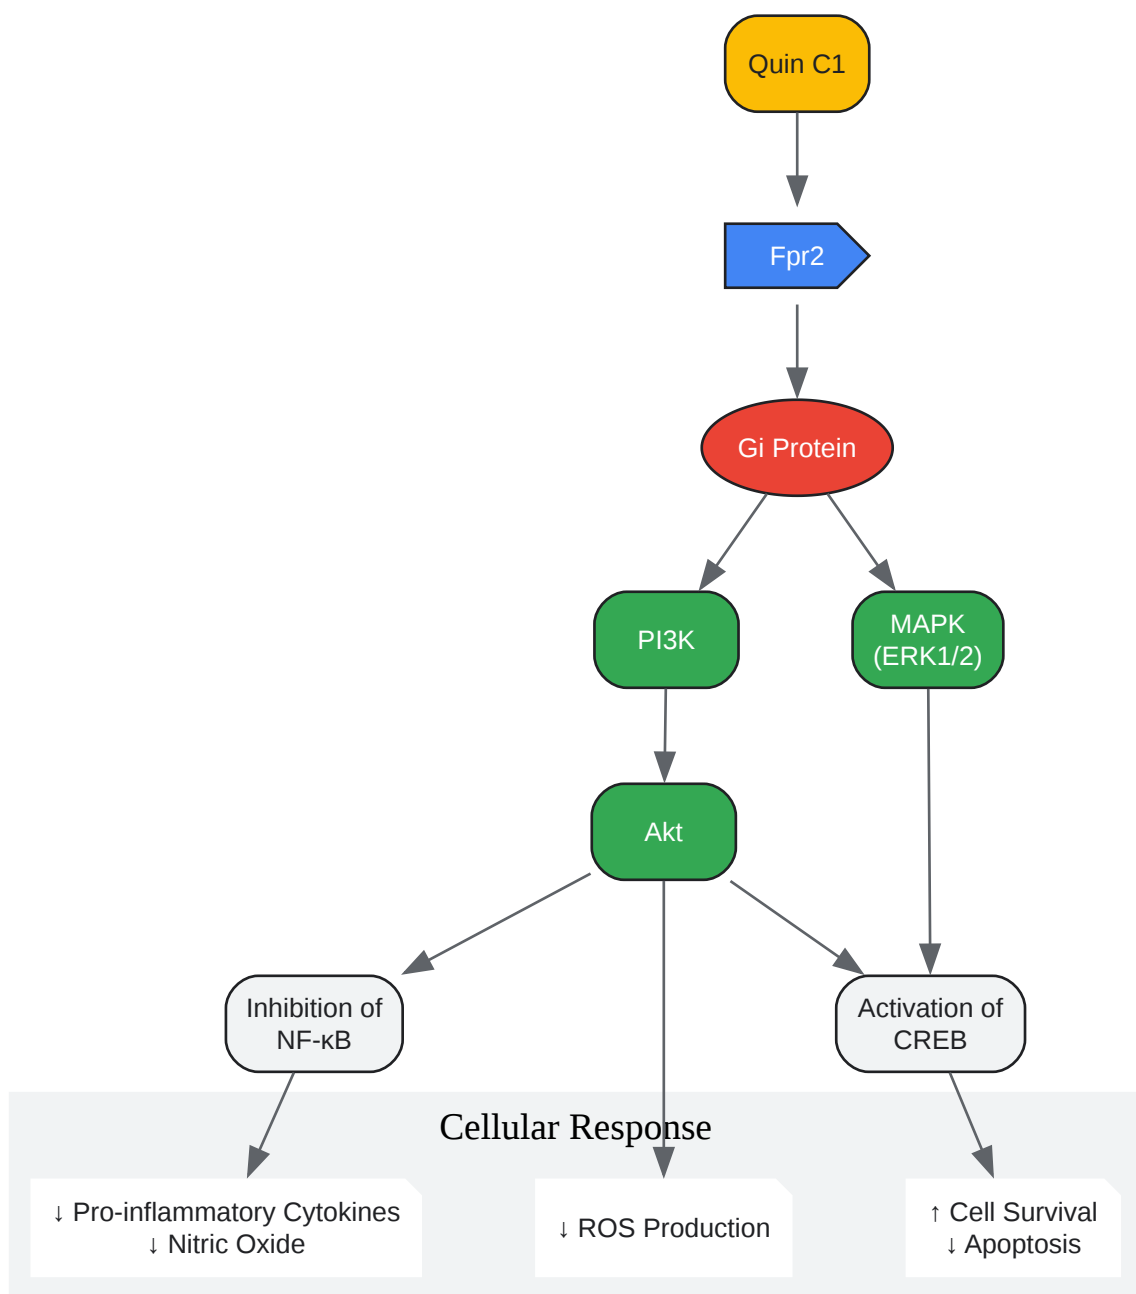 Quin C1
Fpr2
Gi Protein
PI3K
MAPK
(ERK1/2)
Akt
Inhibition of
NF-κB
Activation of
CREB
Cellular Response
↓ Pro-inflammatory Cytokines
↓ Nitric Oxide
↓ ROS Production
↑ Cell Survival
↓ Apoptosis